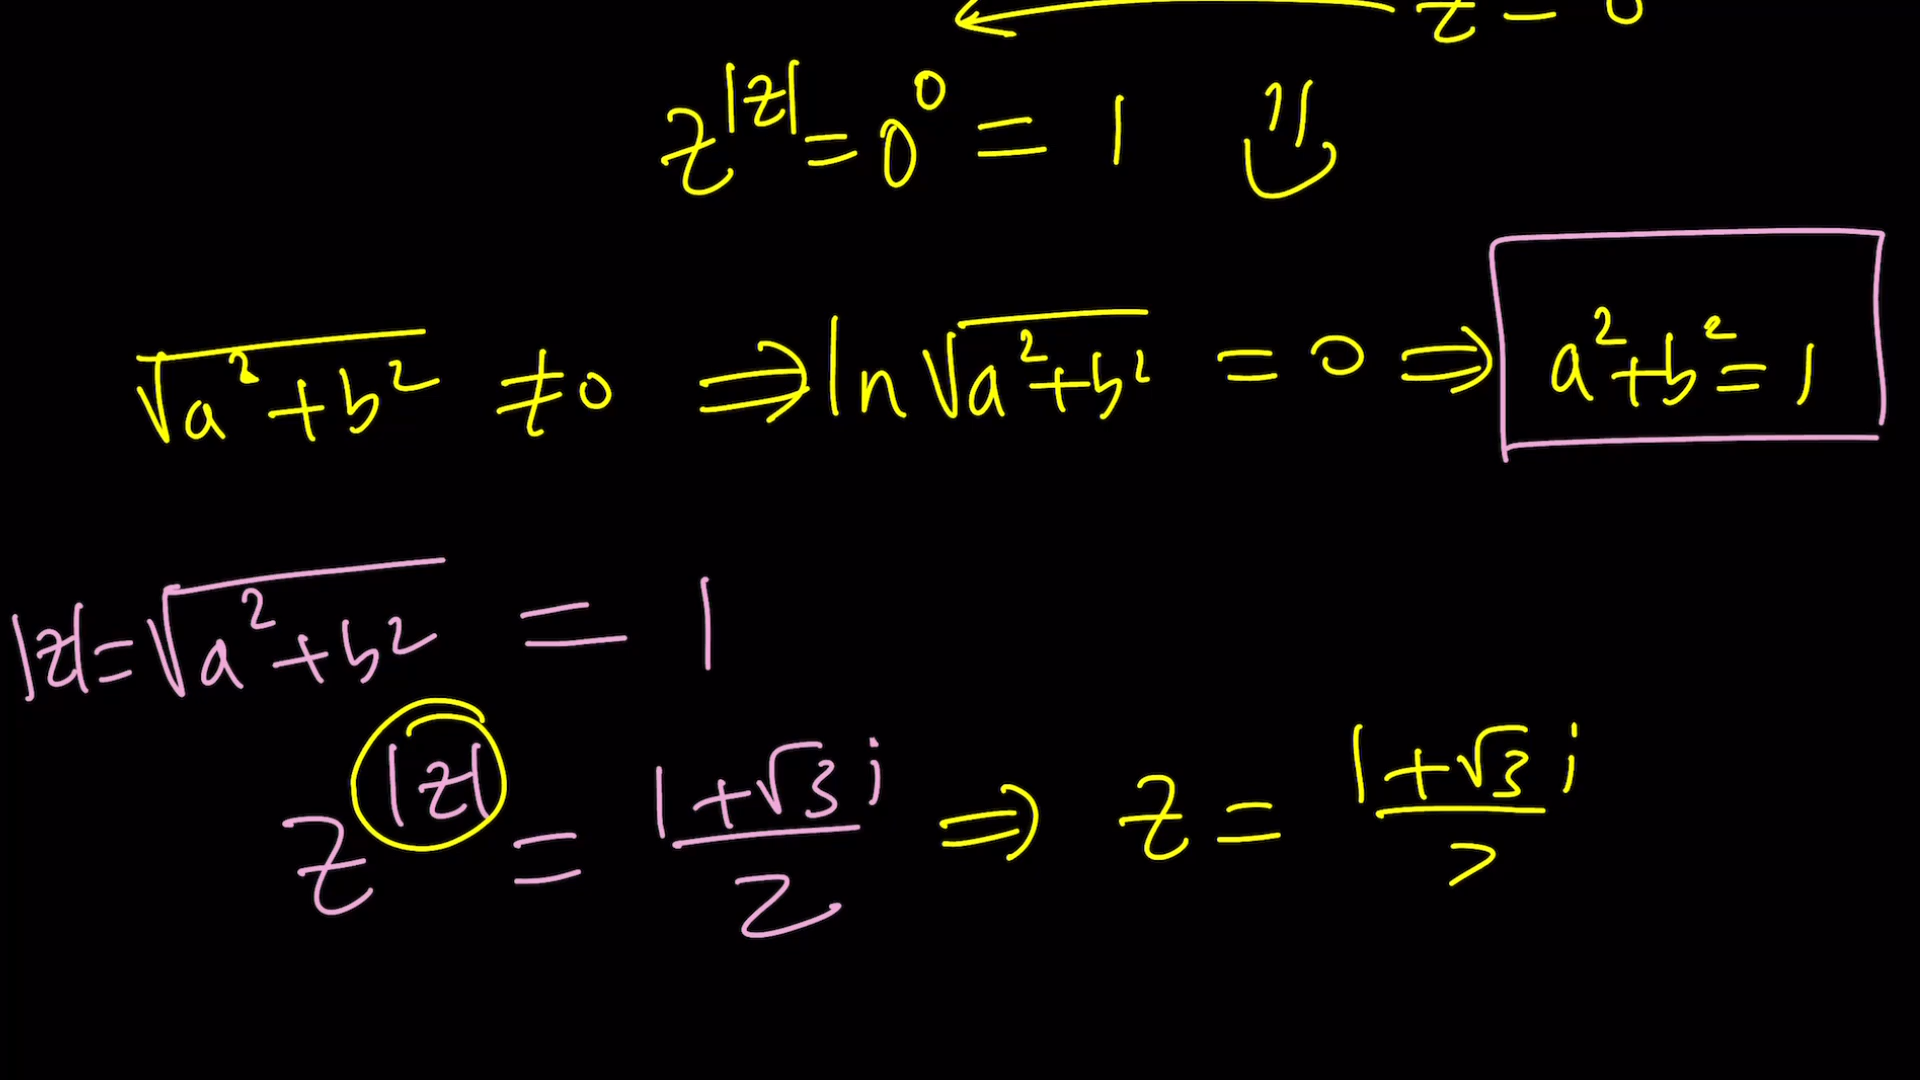 z = 0
z^|z| = 0^0 = 1
√(a²+b²) ≠ 0 ⇒ ln √(a²+b²) = 0 ⇒ a²+b² = 1
|z| = √(a²+b²) = 1
z^|z| = (1+√3 i)/2 ⇒ z = (1+√3 i)/2